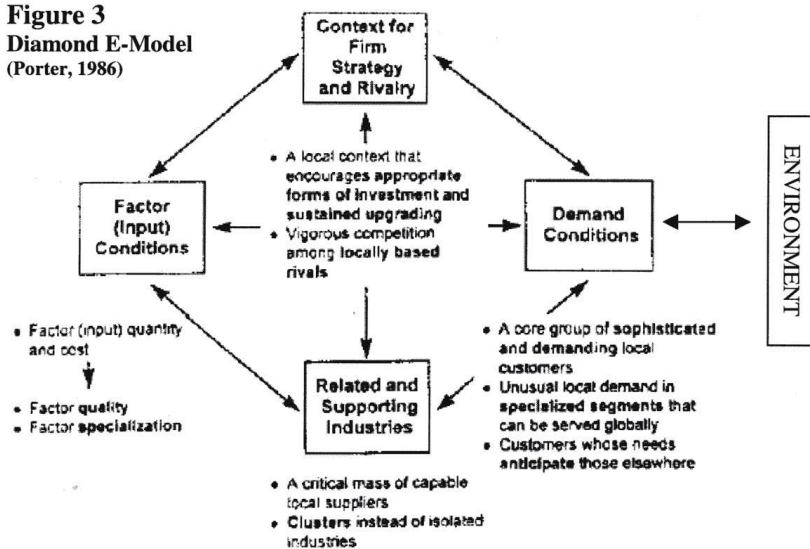 Figure 3
Diamond E-Model
(Porter, 1986)
Context for
Firm
Strategy
and Rivalry
• A local context that
encourages appropriate
forms of investment and
sustained upgrading
• Vigorous competition
among locally based
rivals
Factor
(Input)
Conditions
Demand
Conditions
ENVIRONMENT
• Factor (input) quantity
and cost
• Factor quality
• Factor specialization
Related and
Supporting
Industries
• A critical mass of capable
local suppliers
• Clusters instead of isolated
industries
• A core group of sophisticated
and demanding local
customers
• Unusual local demand in
specialized segments that
can be served globally
• Customers whose needs
anticipate those elsewhere